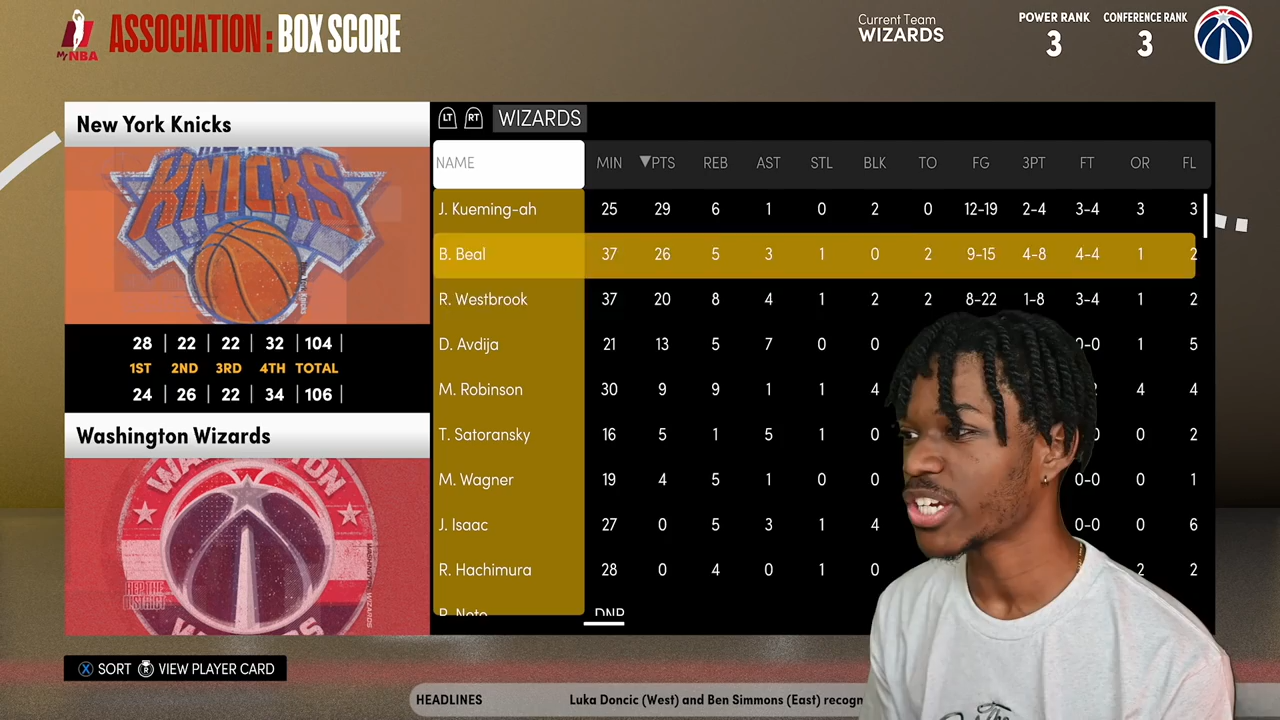 MyNBA
ASSOCIATION : BOX SCORE
Current Team
WIZARDS
POWER RANK
3
CONFERENCE RANK
3
New York Knicks
NEW YORK
KNICKS
28 | 22 | 22 | 32 | 104 |
1ST 2ND 3RD 4TH TOTAL
24 | 26 | 22 | 34 | 106 |
Washington Wizards
WASHINGTON
WIZARDS
REP THE
DISTRICT
WASHINGTON WIZARDS
LT RT WIZARDS
NAME MIN ▼PTS REB AST STL BLK TO FG 3PT FT OR FL
J. Kueming-ah 25 29 6 1 0 2 0 12-19 2-4 3-4 3 3
B. Beal 37 26 5 3 1 0 2 9-15 4-8 4-4 1 2
R. Westbrook 37 20 8 4 1 2 2 8-22 1-8 3-4 1 2
D. Avdija 21 13 5 7 0 0 0-0 1 5
M. Robinson 30 9 9 1 1 4 4 4
T. Satoransky 16 5 1 5 1 0 0 2
M. Wagner 19 4 5 1 0 0 0-0 0 1
J. Isaac 27 0 5 3 1 4 0-0 0 6
R. Hachimura 28 0 4 0 1 0 2 2
DNP
X SORT R VIEW PLAYER CARD
HEADLINES Luka Doncic (West) and Ben Simmons (East) recogn